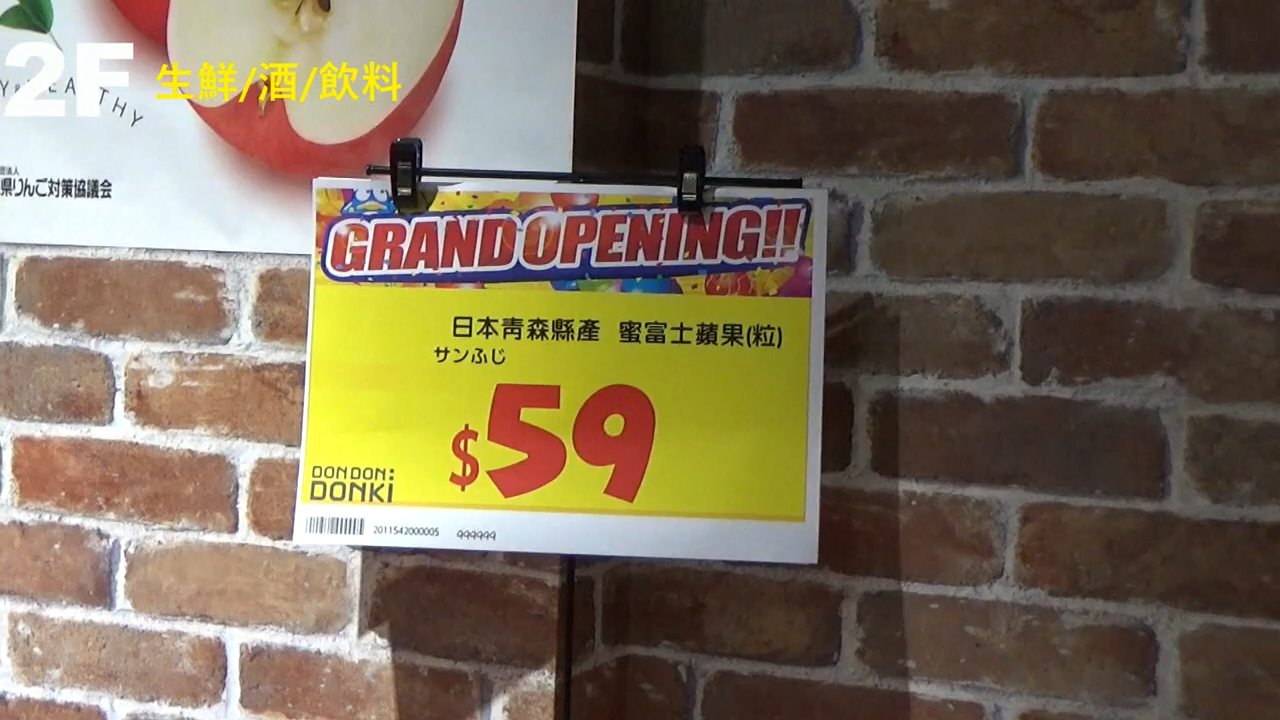 2F 生鮮/酒/飲料
HEALTHY
県りんご対策協議会
GRAND OPENING!!
日本青森縣產 蜜富士蘋果(粒)
サンふじ
$59
DON DON
DONKi
2011542000005 999999